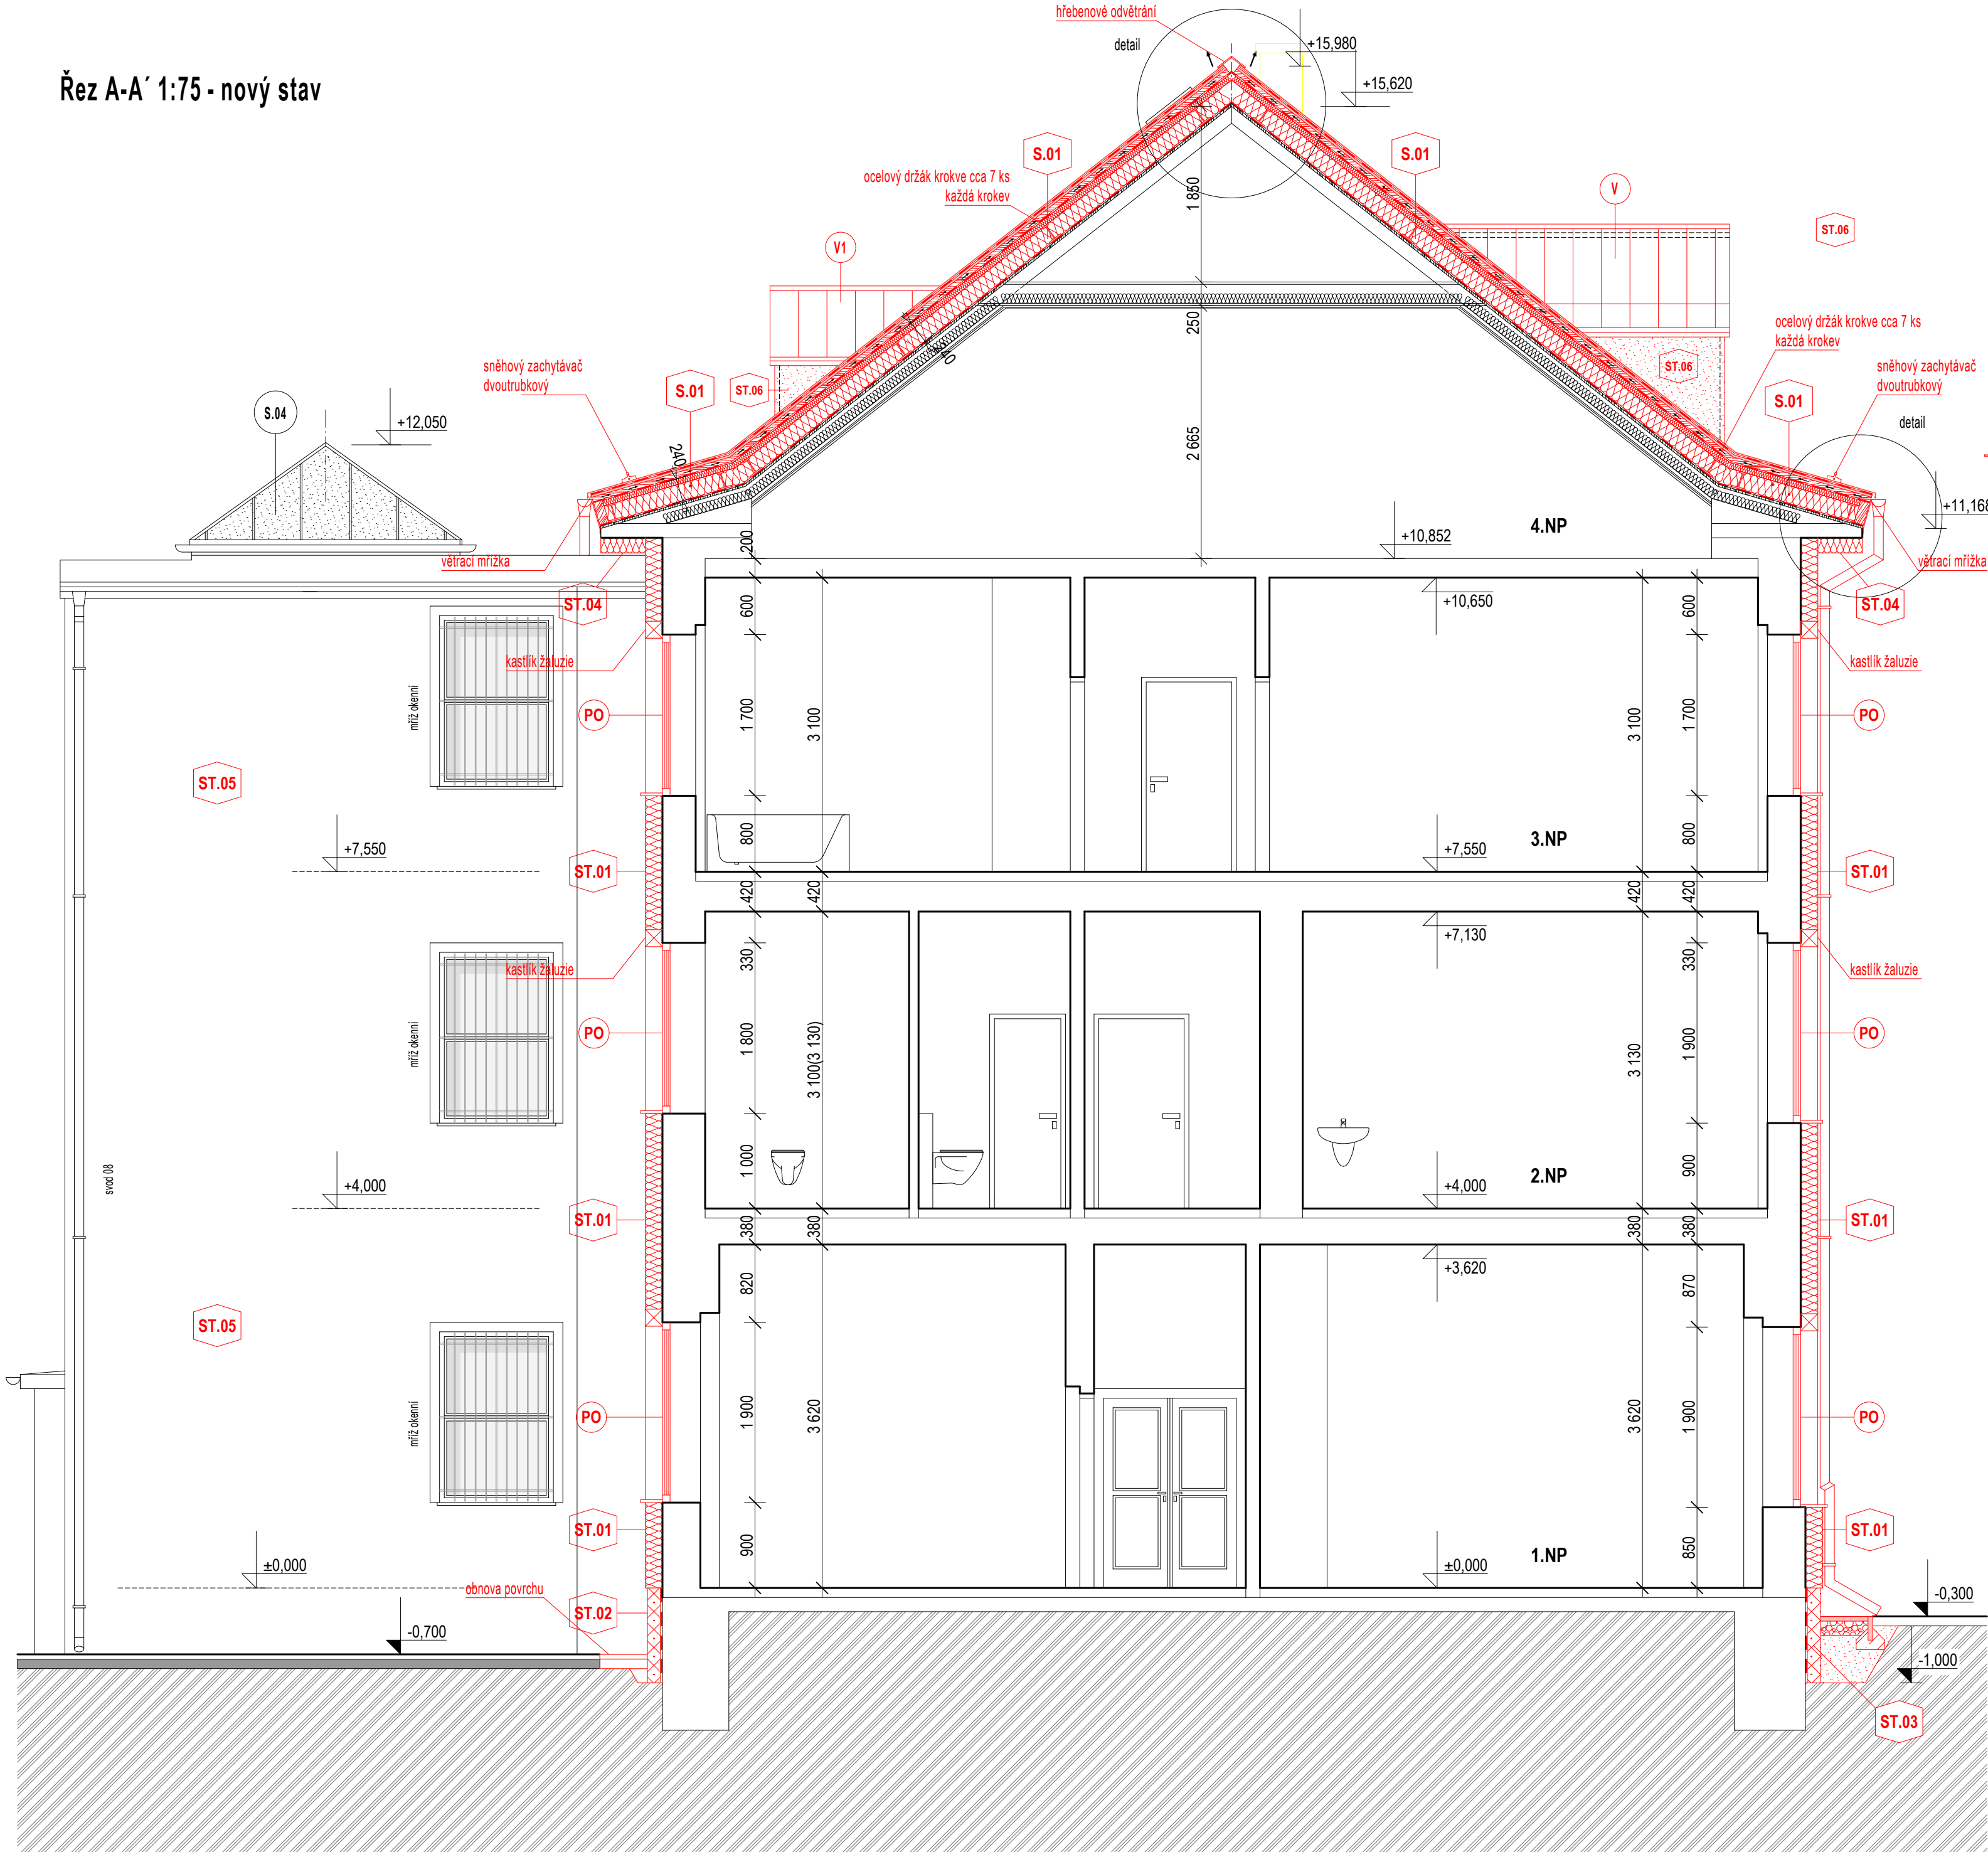 Řez A-A´ 1:75 - nový stav
hřebenové odvětrání
detail
+15,980
+15,620
S.01
S.01
ocelový držák krokve cca 7 ks
každá krokev
1 850
V
V1
ST.06
ocelový držák krokve cca 7 ks
každá krokev
250
sněhový zachytávač
dvoutrubkový
S.01
ST.06
ST.06
sněhový zachytávač
dvoutrubkový
S.01
detail
S.04
+12,050
240
2 665
+11,168
4.NP
+10,852
200
větrací mřížka
větrací mřížka
ST.04
600
+10,650
600
ST.04
kastlík žaluzie
kastlík žaluzie
mříž okenní
PO
1 700
3 100
3 100
1 700
PO
ST.05
+7,550
800
3.NP
+7,550
800
ST.01
ST.01
420
420
420
420
+7,130
330
330
kastlík žaluzie
kastlík žaluzie
mříž okenní
PO
1 800
3 100(3 130)
3 130
1 900
PO
svod 08
+4,000
1 000
2.NP
+4,000
900
ST.01
ST.01
380
380
380
380
+3,620
820
870
ST.05
mříž okenní
PO
1 900
3 620
3 620
1 900
PO
ST.01
900
1.NP
850
ST.01
±0,000
±0,000
obnova povrchu
ST.02
-0,300
-0,700
-1,000
ST.03